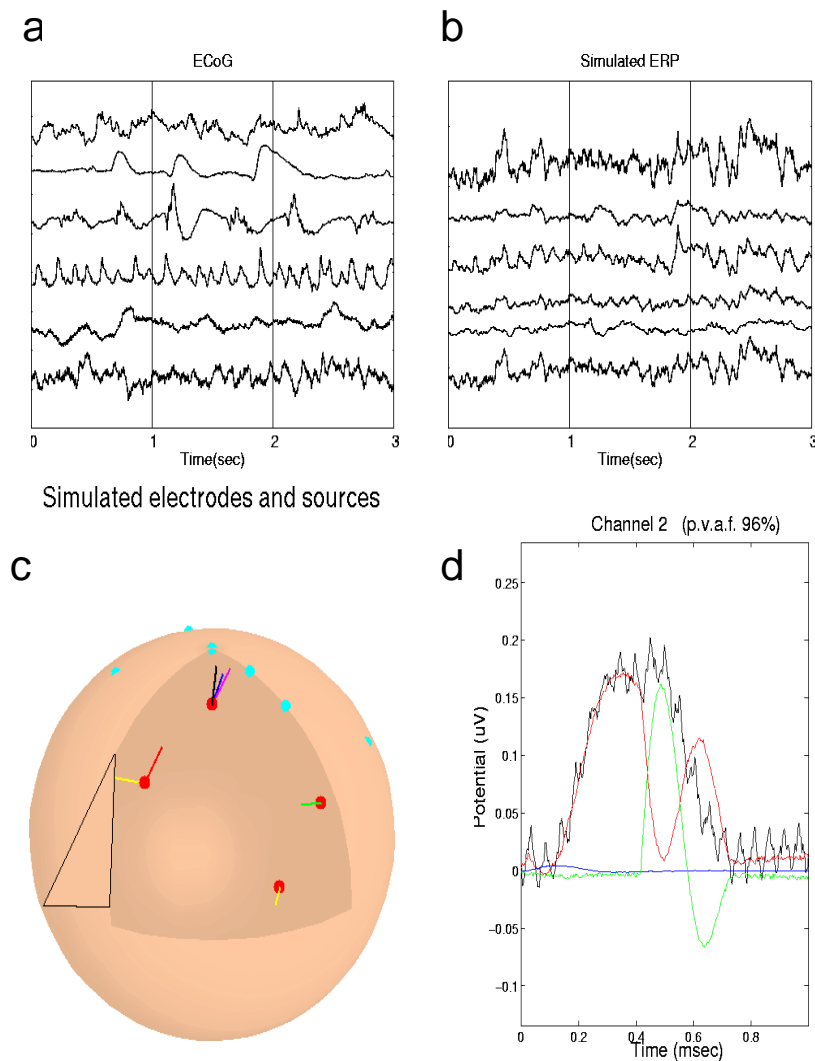 a
ECoG
0 1 2 3
Time(sec)
b
Simulated ERP
0 1 2 3
Time(sec)
Simulated electrodes and sources
c
d
Channel 2 (p.v.a.f. 96%)
0.25
0.2
0.15
0.1
0.05
0
−0.05
−0.1
Potential (uV)
0 0.2 0.4 0.6 0.8
Time (msec)